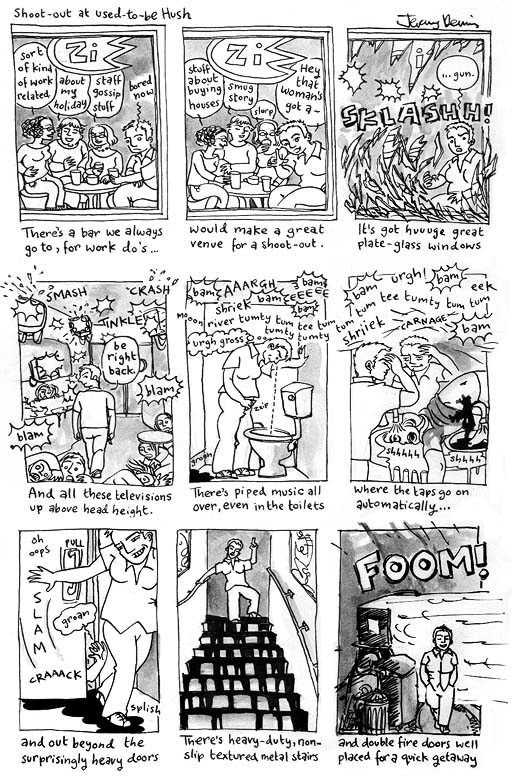 Shoot-out at used-to-be Hush
Jeremy Dennis
Zi
sort
of kind
of work
related
about
my
holiday
staff
gossip
stuff
bored
now
There's a bar we always
go to, for work do's...
Zi
stuff
about
buying
houses
smug
story
slurp
Hey
that
woman's
got a -
would make a great
venue for a shoot-out.
...gun.
SKLASHH!
It's got huuuge great
plate-glass windows
SMASH
CRASH
TINKLE
be
right
back.
blam
blam
And all these televisions
up above head height.
bam
AAAARGH
bam
shriek
bam
EEEEEE
bam
mooon river tumty tum tee tum tum
tumty tumty
urgh gross
zzip
groan
There's piped music all
over, even in the toilets
urgh!
bam
bam
eek
tum tee tumty tum tum
tum
shriiek
CARNAGE
bam
shhhhh
shhhh
where the taps go on
automatically...
oh
oops
PULL
SLAM
groan
CRAAACK
splish
and out beyond the
surprisingly heavy doors
There's heavy-duty, non-
slip textured metal stairs
FOOM!
and double fire doors well
placed for a quick getaway